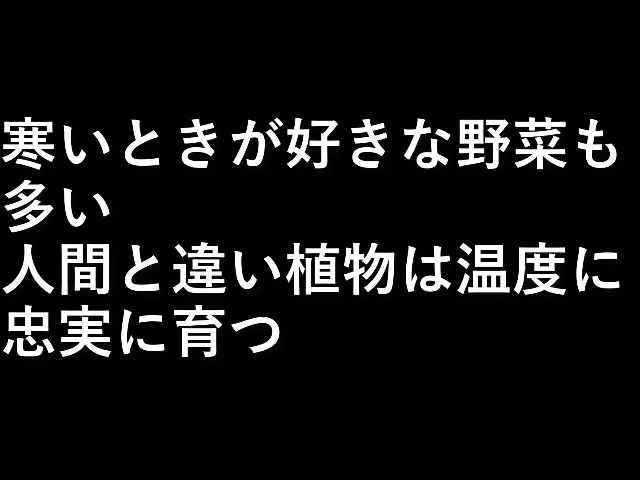 寒いときが好きな野菜も
多い
人間と違い植物は温度に
忠実に育つ